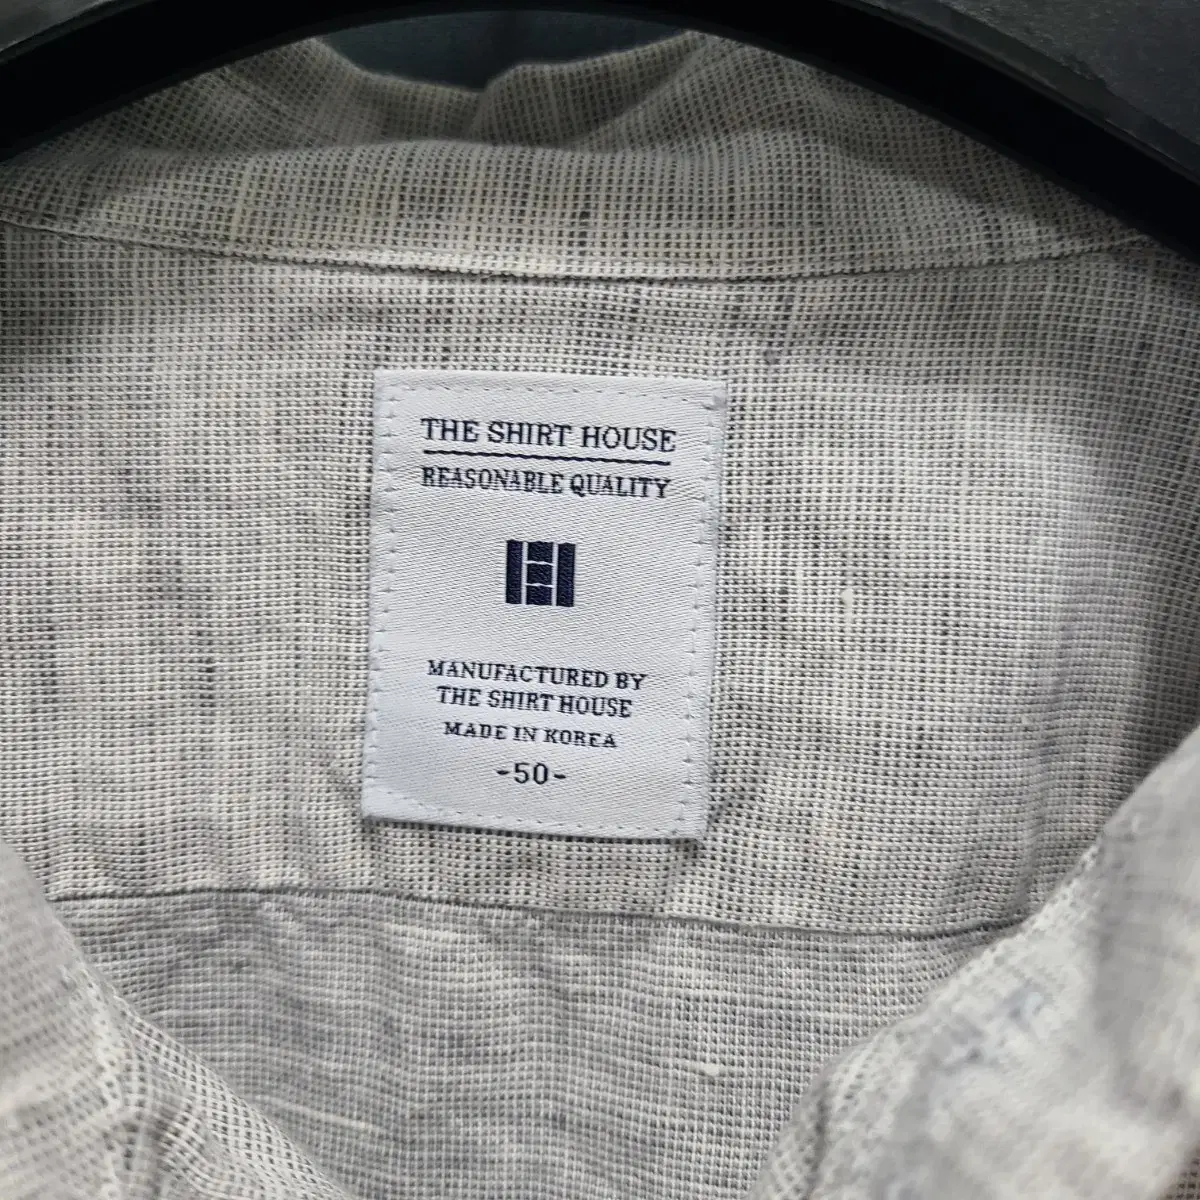 THE SHIRT HOUSE
REASONABLE QUALITY
MANUFACTURED BY
THE SHIRT HOUSE
MADE IN KOREA
-50-